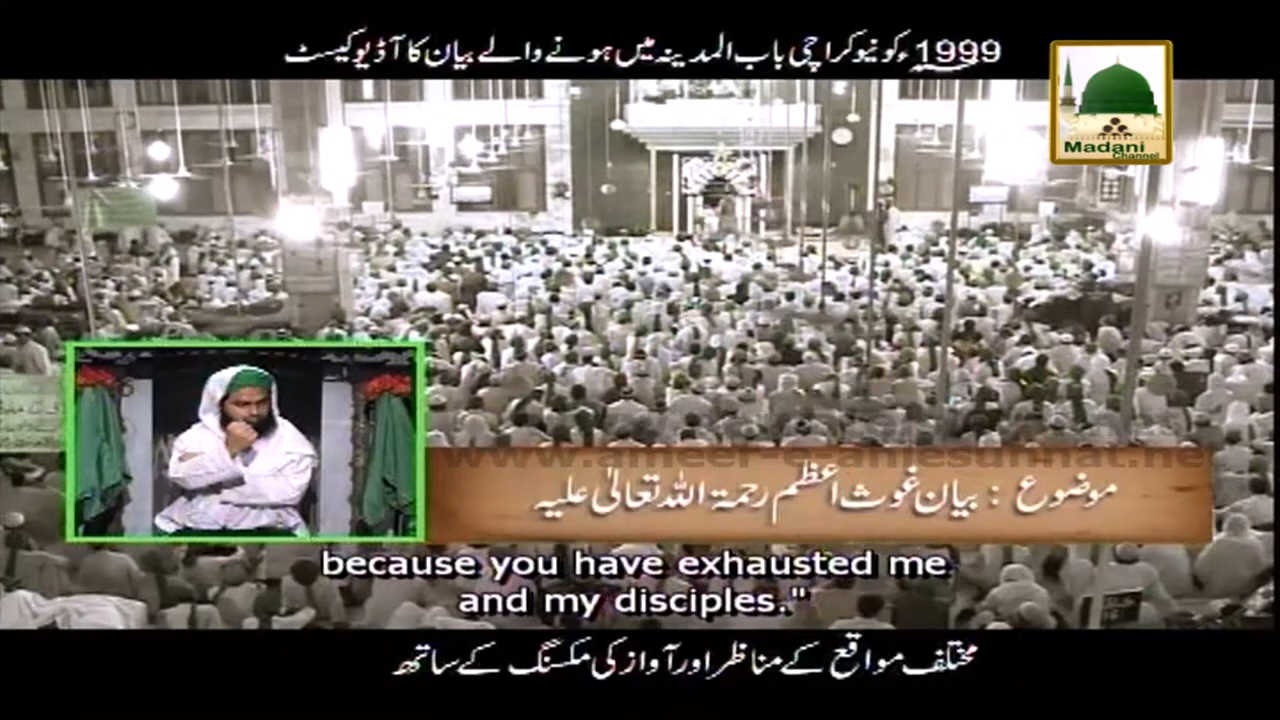 1999ء کو نیو کراچی باب المدینہ میں ہونے والے بیان کا آڈیو کیسٹ
Madani
Channel
www.ameer-e-ahlesunnat.net
موضوع : بیان غوث اعظم رحمۃ اللہ تعالیٰ علیہ
because you have exhausted me
and my disciples."
مختلف مواقع کے مناظر اور آواز کی مکسنگ کے ساتھ